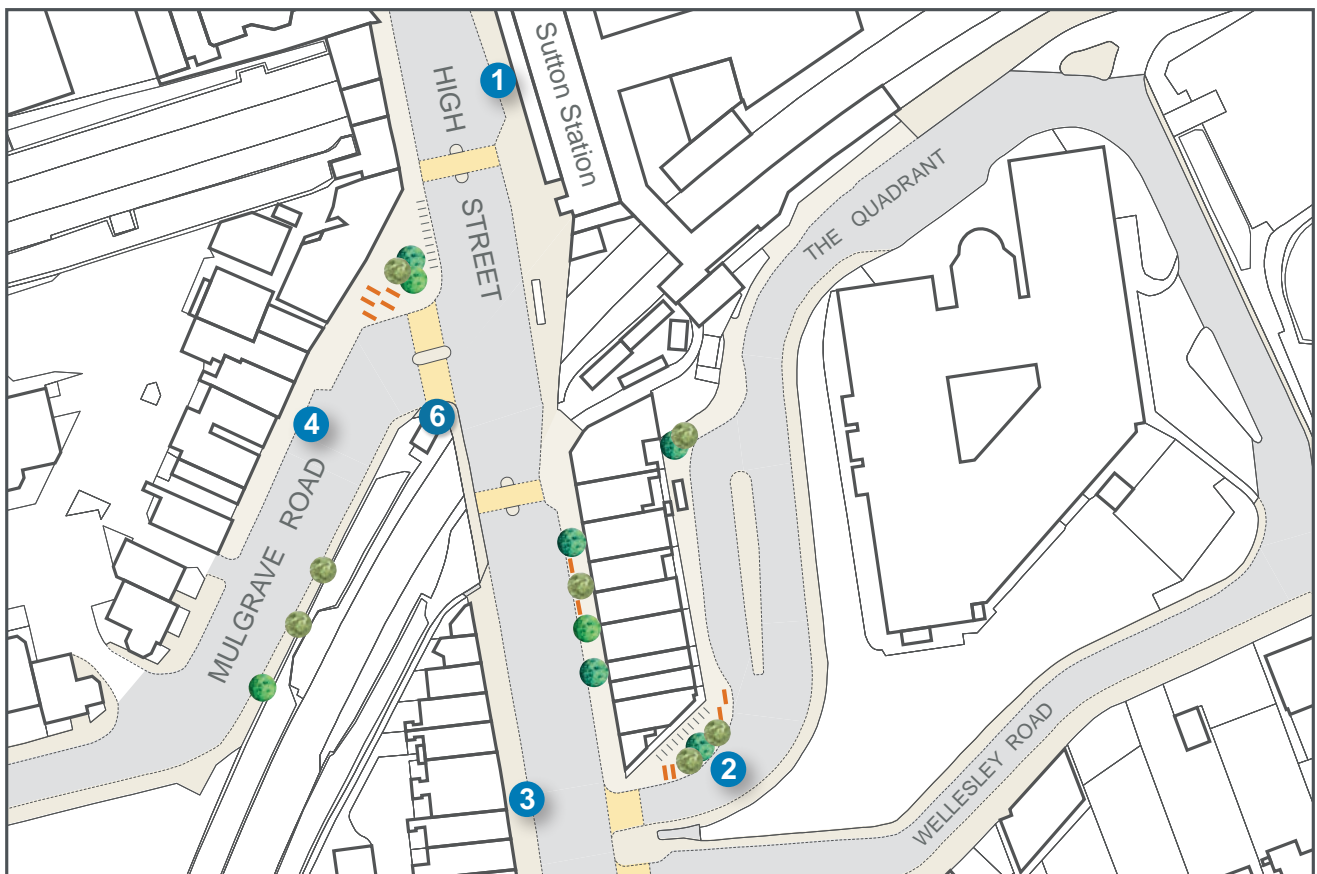 1
HIGH
STREET
Sutton Station
THE QUADRANT
4
6
MULGRAVE ROAD
2
3
WELLESLEY ROAD